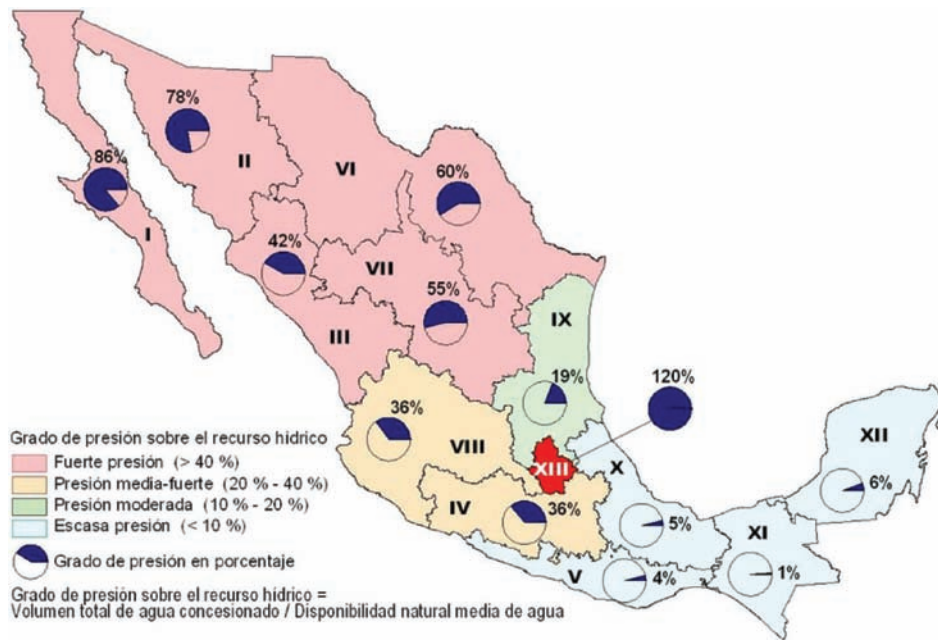 78%
86%
II
VI
60%
I
42%
VII
55%
III
IX
19%
120%
36%
VIII
XIII
X
XII
6%
IV
36%
5%
XI
V
4%
1%
Grado de presión sobre el recurso hídrico
Fuerte presión (> 40 %)
Presión media-fuerte (20 % - 40 %)
Presión moderada (10 % - 20 %)
Escasa presión (< 10 %)
Grado de presión en porcentaje
Grado de presión sobre el recurso hídrico =
Volumen total de agua concesionado / Disponibilidad natural media de agua